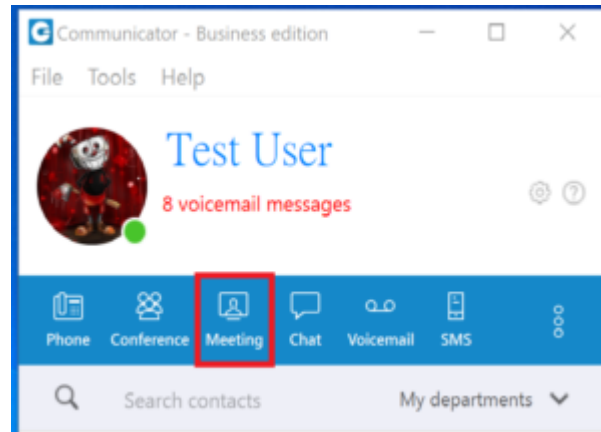 Communicator - Business edition
File Tools Help
Test User
8 voicemail messages
Phone Conference Meeting Chat Voicemail SMS
Search contacts My departments